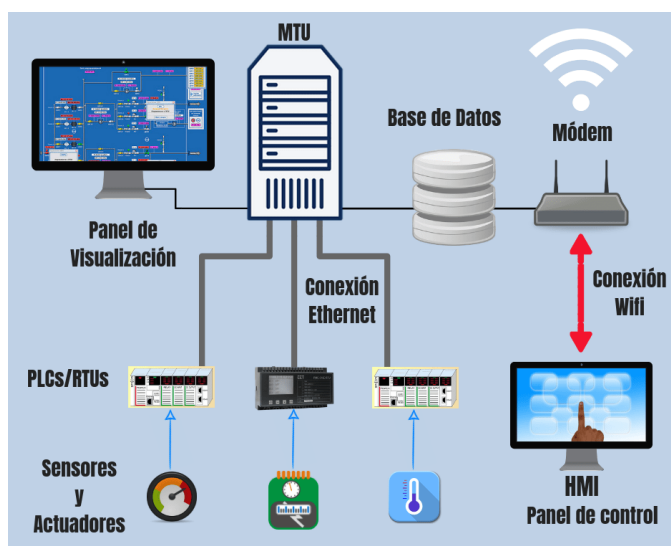 MTU
Base de Datos
Módem
Panel de
Visualización
Conexión
Ethernet
Conexión
Wifi
PLCs/RTUs
Sensores
y
Actuadores
HMI
Panel de control